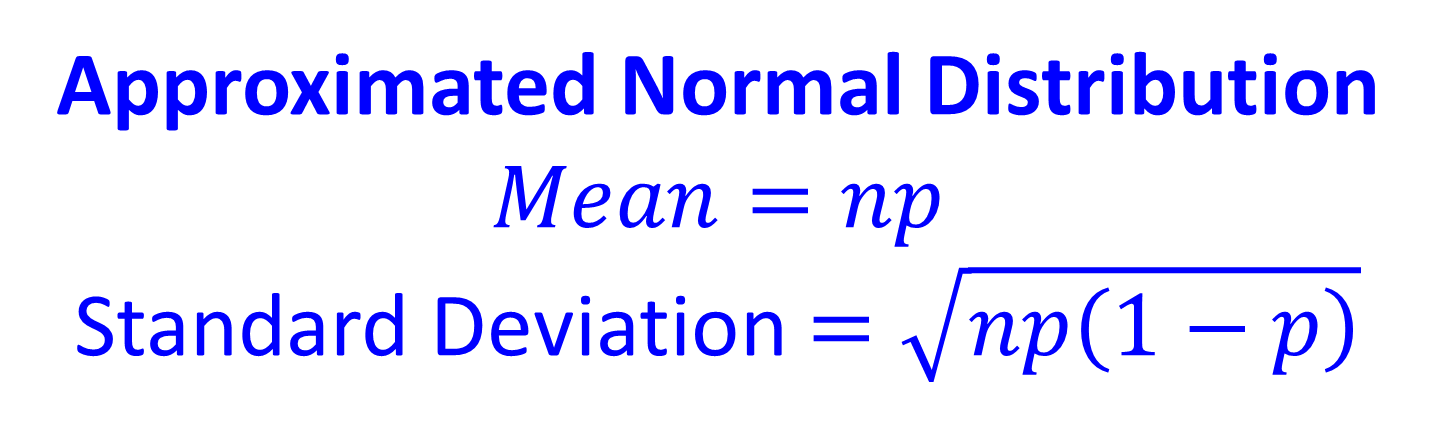 Approximated Normal Distribution
Mean = np
Standard Deviation = √np(1 − p)